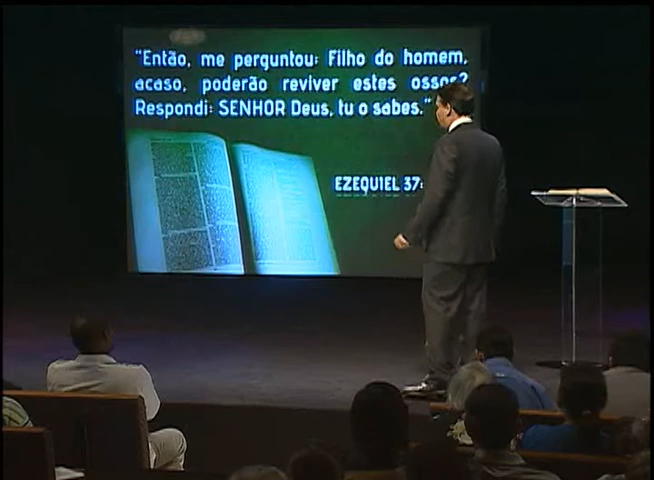 "Então, me perguntou: Filho do homem,
acaso, poderão reviver estes ossos?
Respondi: SENHOR Deus, tu o sabes."
EZEQUIEL 37: